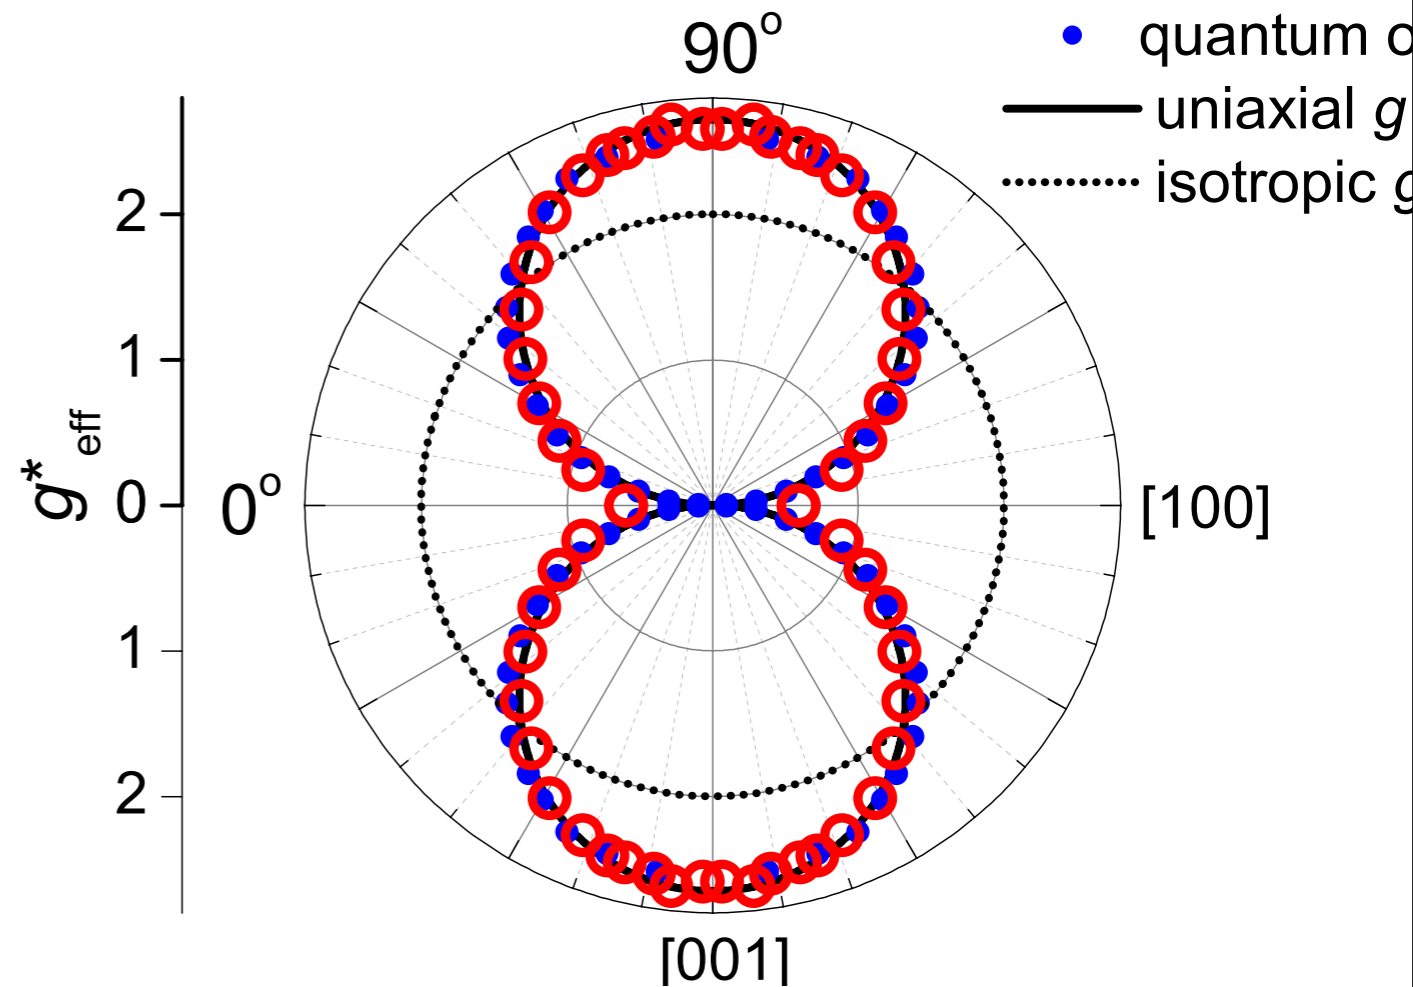 90°
quantum
uniaxial g
isotropic g
2
1
0
1
2
g*eff
0°
[100]
[001]